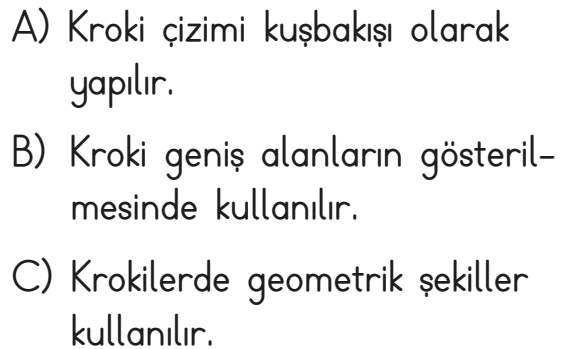 A) Kroki çizimi kuşbakışı olarak
yapılır.
B) Kroki geniş alanların gösteril-
mesinde kullanılır.
C) Krokilerde geometrik şekiller
kullanılır.